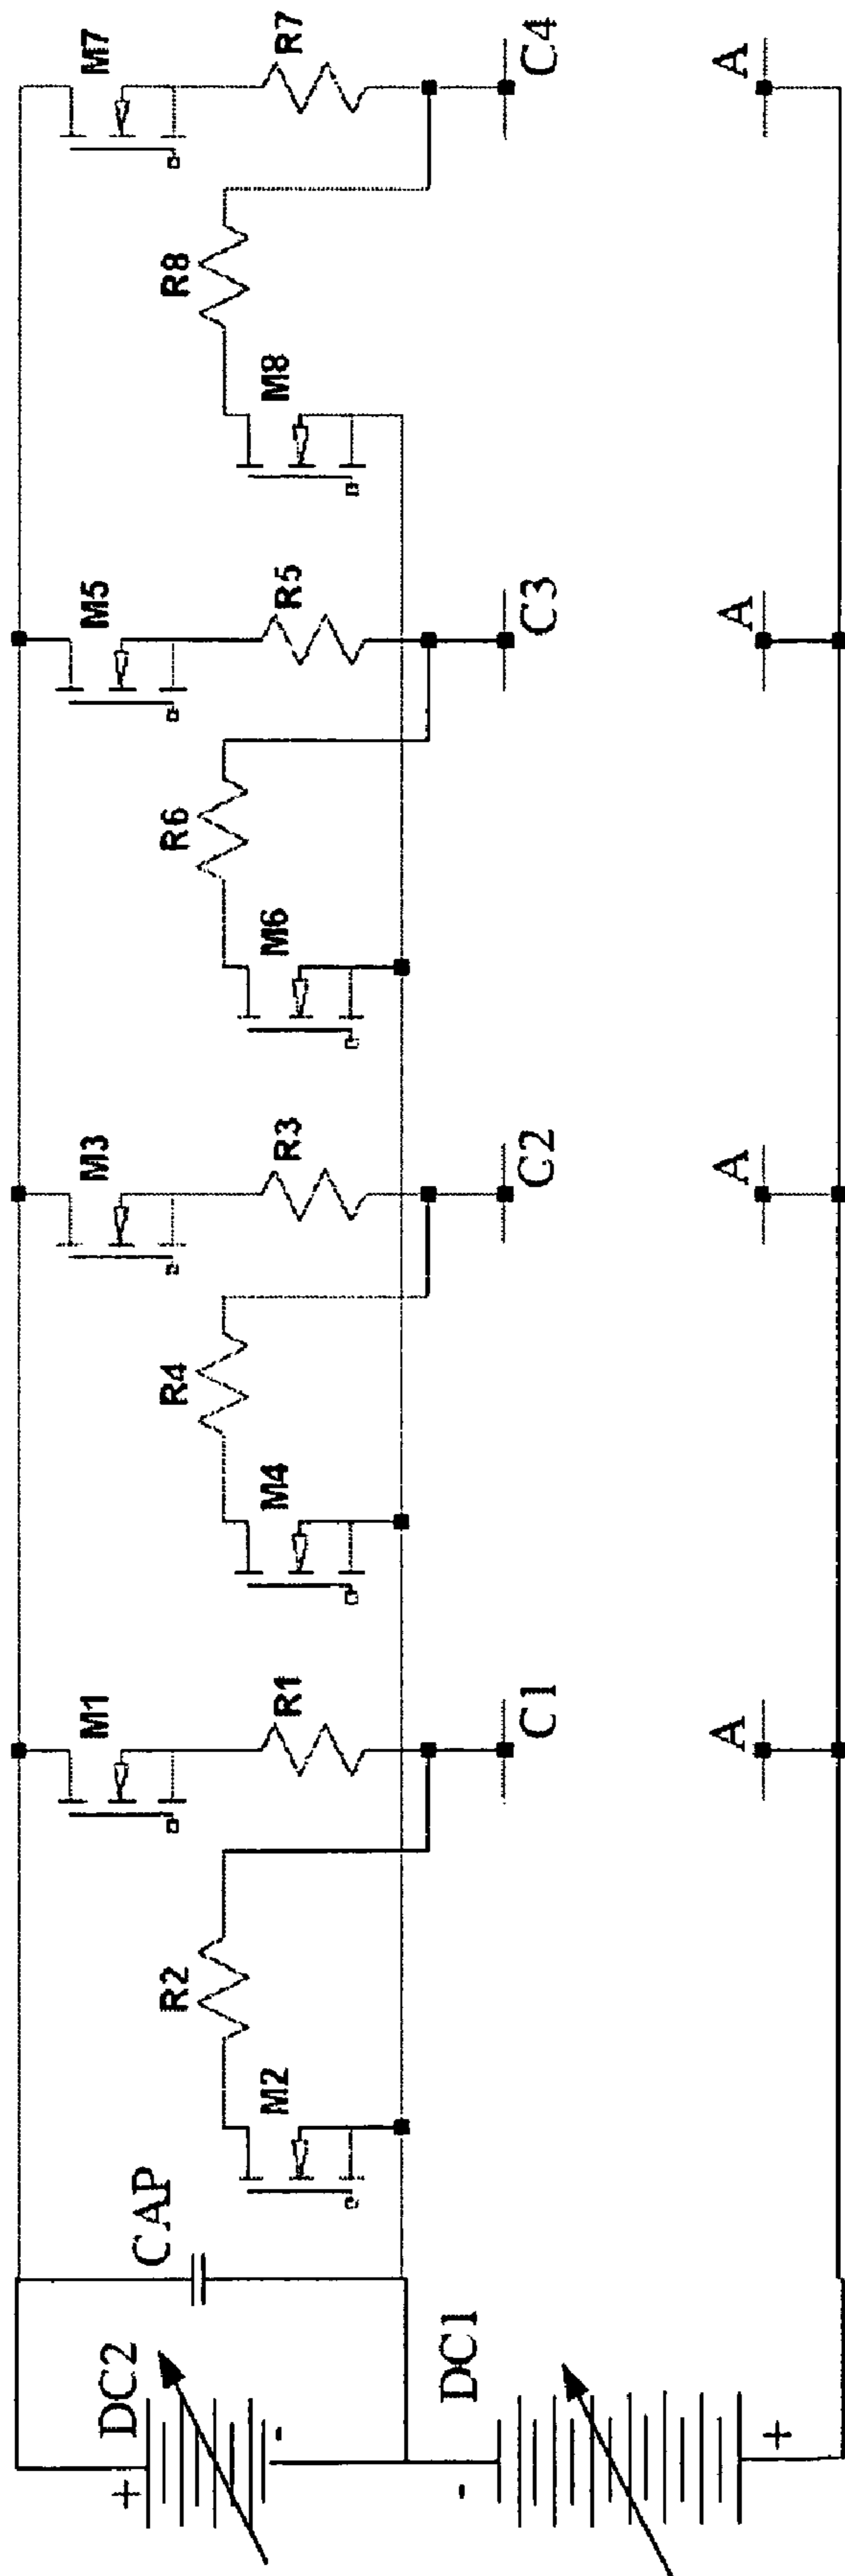 M7
R7
C4
A
R8
M8
M5
R5
C3
A
R6
M6
M3
R3
C2
A
R4
M4
M1
R1
C1
A
R2
M2
CAP
DC2
+
-
DC1
-
+